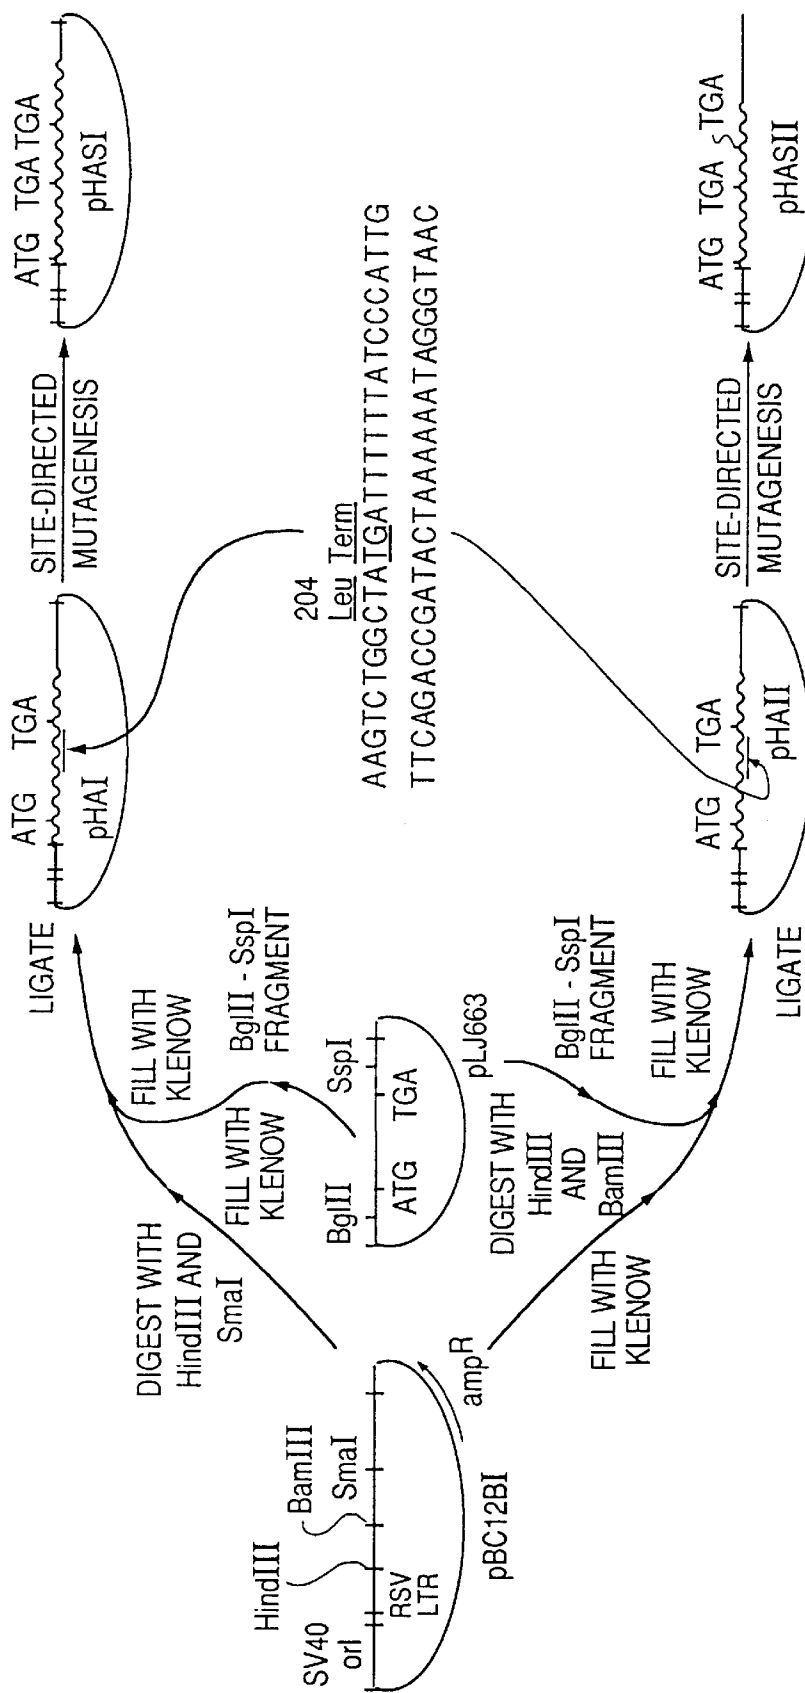 SV40
orI
RSV
LTR
HindIII
BamIII
SmaI
pBC12BI
ampR
DIGEST WITH
HindIII AND
SmaI
FILL WITH
KLENOW
BglII
SspI
ATG TGA
pLJ663
FILL WITH
KLENOW
BglII - SspI
FRAGMENT
FILL WITH
KLENOW
DIGEST WITH
HindIII
AND
BamIII
BglII - SspI
FRAGMENT
FILL WITH
KLENOW
LIGATE
ATG TGA
pHAI
LIGATE
ATG TGA
pHAII
204
Leu Term
AAGTCTGGCTATGATTTTTTATCCCATTG
TTCAGACCGATACTAAAAAATAGGGTAAC
SITE-DIRECTED
MUTAGENESIS
ATG TGA TGA
pHASI
SITE-DIRECTED
MUTAGENESIS
ATG TGA TGA
pHASII